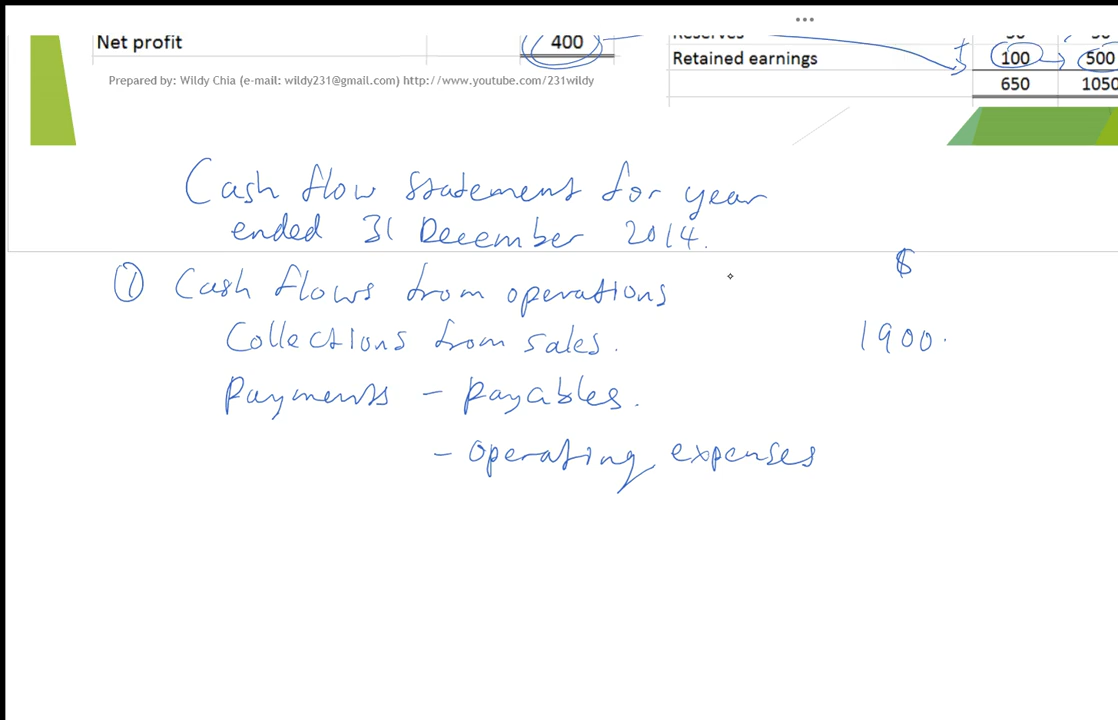 Net profit 400
Retained earnings 100 500
650 1050
Prepared by: Wildy Chia (e-mail: wildy231@gmail.com) http://www.youtube.com/231wildy
Cash flow statement for year
ended 31 December 2014.
$
① Cash flows from operations
Collections from sales. 1900.
Payments - payables.
- operating expenses